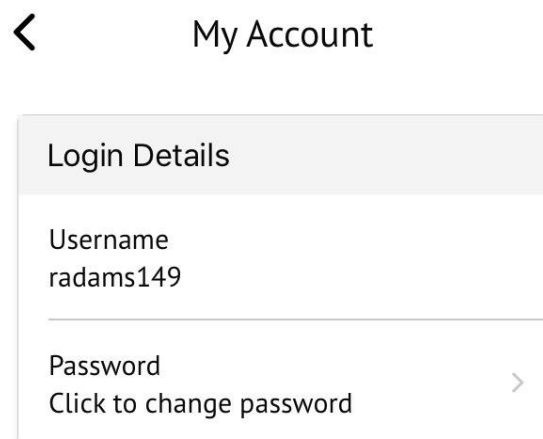 My Account
Login Details
Username
radams149
Password
Click to change password